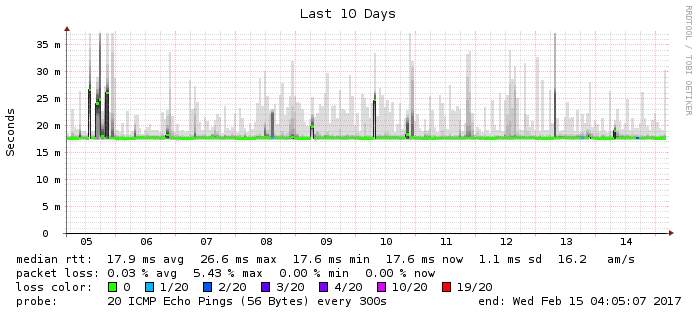 Last 10 Days
RRDTOOL / TOBI OETIKER
Seconds
35 m
30 m
25 m
20 m
15 m
10 m
5 m
0
05 06 07 08 09 10 11 12 13 14
median rtt: 17.9 ms avg 26.6 ms max 17.6 ms min 17.6 ms now 1.1 ms sd 16.2 am/s
packet loss: 0.03 % avg 5.43 % max 0.00 % min 0.00 % now
loss color: 0 1/20 2/20 3/20 4/20 10/20 19/20
probe: 20 ICMP Echo Pings (56 Bytes) every 300s end: Wed Feb 15 04:05:07 2017